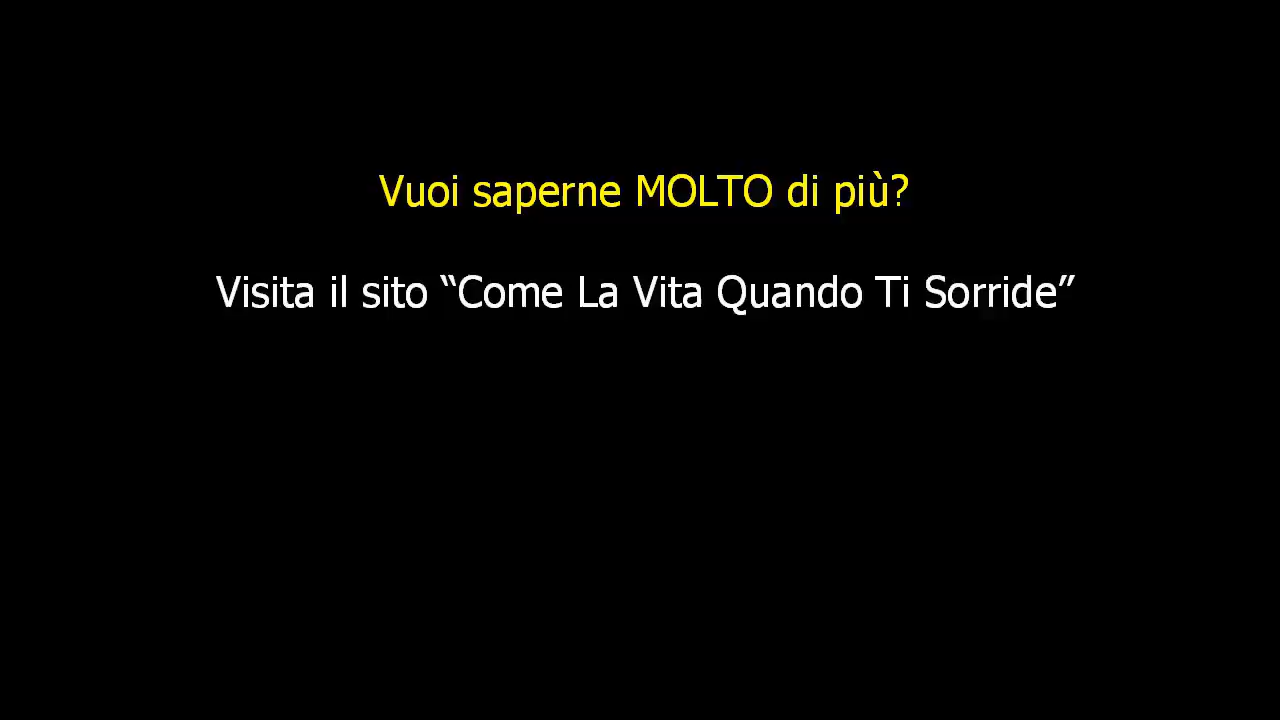 Vuoi saperne MOLTO di più?
Visita il sito “Come La Vita Quando Ti Sorride”